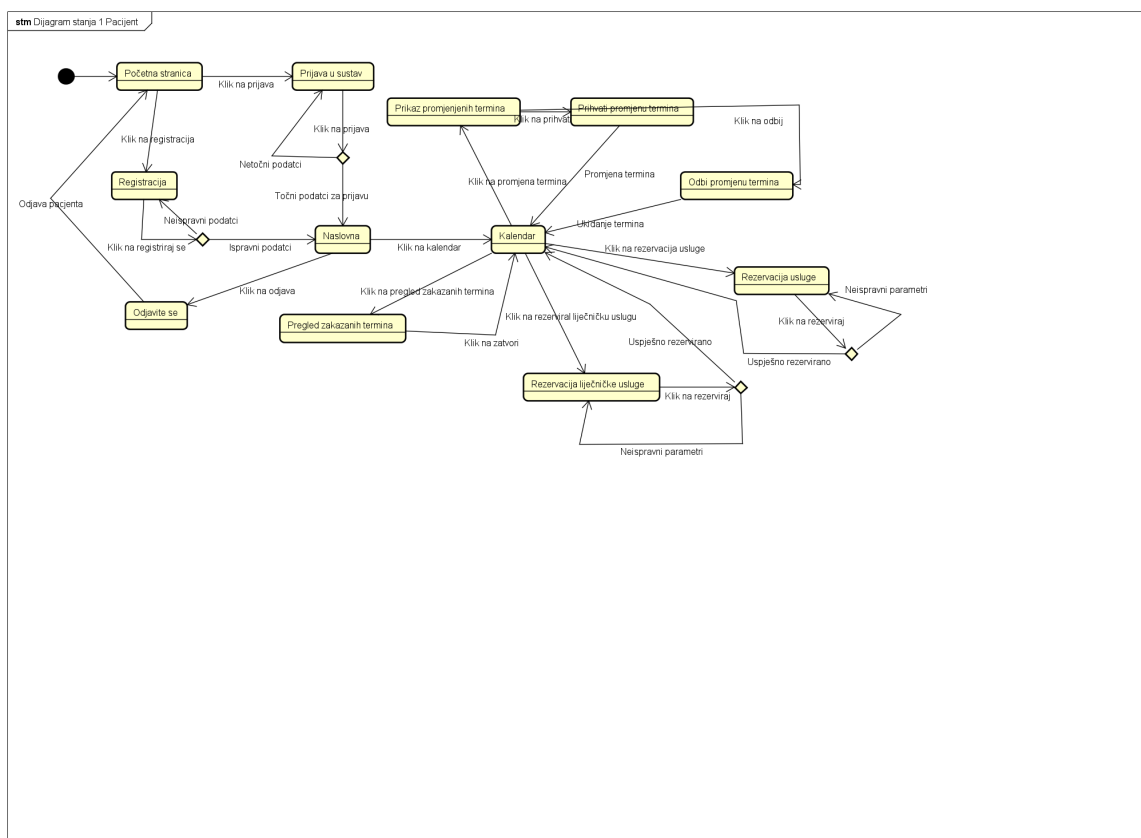 stm Dijagram stanja 1 Pacijent
Početna stranica
Klik na prijava
Prijava u sustav
Klik na prijava
Netočni podatci
Točni podatci za prijavu
Klik na registracija
Registracija
Neispravni podatci
Klik na registriraj se
Ispravni podatci
Odjava pacjenta
Naslovna
Klik na kalendar
Klik na odjava
Odjavite se
Prikaz promjenjenih termina
Klik na prihvati
Prihvati promjenu termina
Klik na odbij
Klik na promjena termina
Promjena termina
Odbi promjenu termina
Ukidanje termina
Kalendar
Klik na rezervacija usluge
Rezervacija usluge
Neispravni parametri
Klik na rezerviraj
Uspješno rezervirano
Klik na pregled zakazanih termina
Pregled zakazanih termina
Klik na zatvori
Klik na rezerviral liječničku uslugu
Uspješno rezervirano
Rezervacija liječničke usluge
Klik na rezerviraj
Neispravni parametri